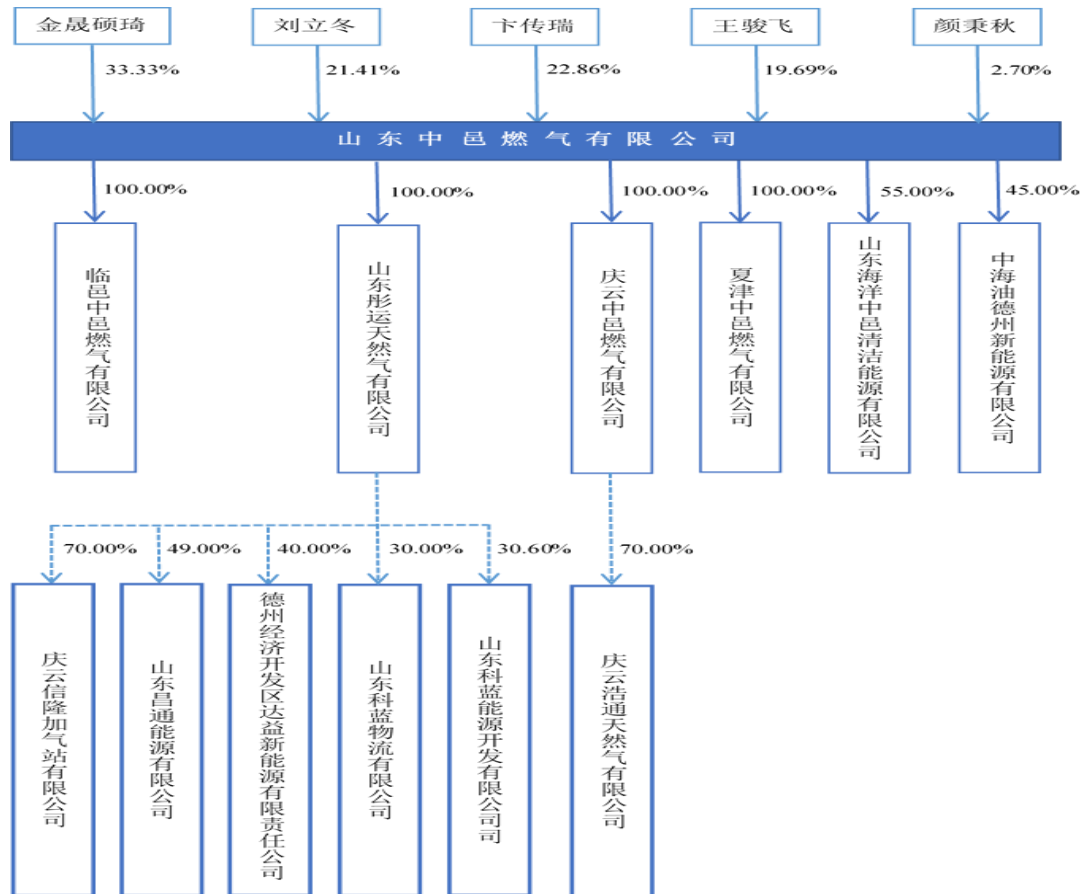 金晟硕琦
刘立冬
卞传瑞
王骏飞
颜秉秋
33.33%
21.41%
22.86%
19.69%
2.70%
山东中邑燃气有限公司
100.00%
100.00%
100.00%
100.00%
55.00%
45.00%
临邑中邑燃气有限公司
山东彤运天然气有限公司
庆云中邑燃气有限公司
夏津中邑燃气有限公司
山东海洋中邑清洁能源有限公司
中海油德州新能源有限公司
70.00%
49.00%
40.00%
30.00%
30.60%
70.00%
庆云信隆加气站有限公司
山东昌通能源有限公司
德州经济开发区达益新能源有限责任公司
山东科蓝物流有限公司
山东科蓝能源开发有限公司司
庆云浩通天然气有限公司